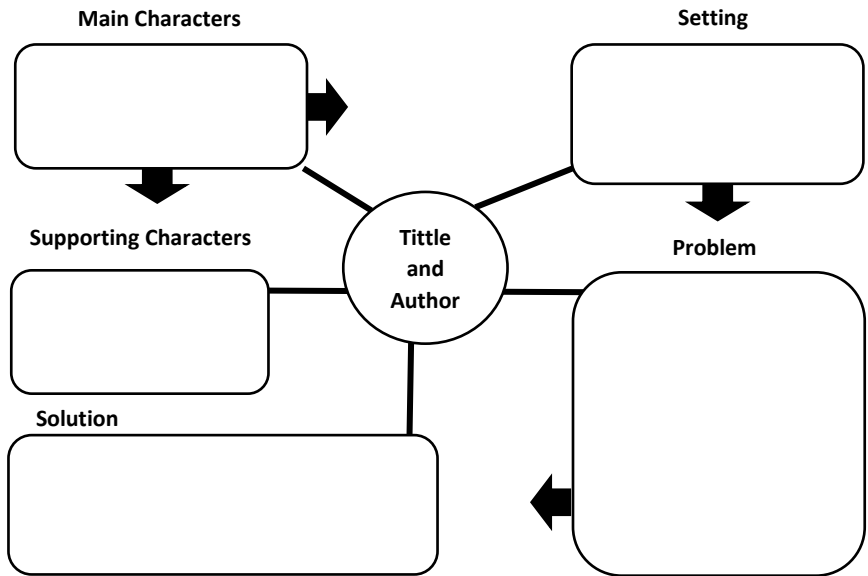 Main Characters
Setting
Supporting Characters
Tittle
and
Author
Problem
Solution